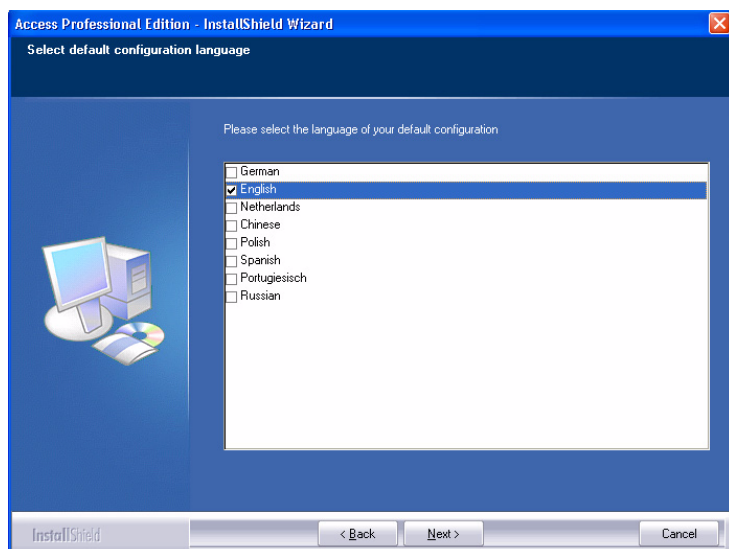 Access Professional Edition - InstallShield Wizard
Select default configuration language
Please select the language of your default configuration
German
English
Netherlands
Chinese
Polish
Spanish
Portugiesisch
Russian
InstallShield
< Back
Next >
Cancel